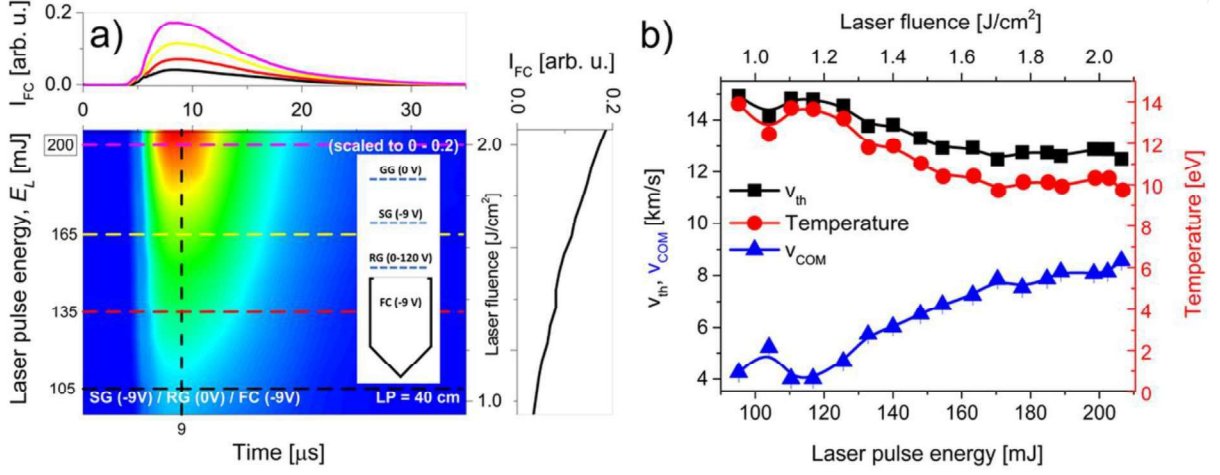 a)
I_FC [arb. u.]
0.2
0.0
0 10 20 30
I_FC [arb. u.]
0.0 0.2
Laser pulse energy, E_L [mJ]
200
165
135
105
(scaled to 0 - 0.2)
GG (0 V)
SG (-9V)
RG (0-120 V)
FC (-9V)
SG (-9V) / RG (0V) / FC (-9V) LP = 40 cm
9
Time [μs]
2.0
Laser fluence [J/cm²]
1.0
b)
Laser fluence [J/cm²]
1.0 1.2 1.4 1.6 1.8 2.0
v_th, v_COM [km/s]
14
12
10
8
6
4
v_th
Temperature
v_COM
14
12
10
8
6
4
2
0
Temperature [eV]
100 120 140 160 180 200
Laser pulse energy [mJ]